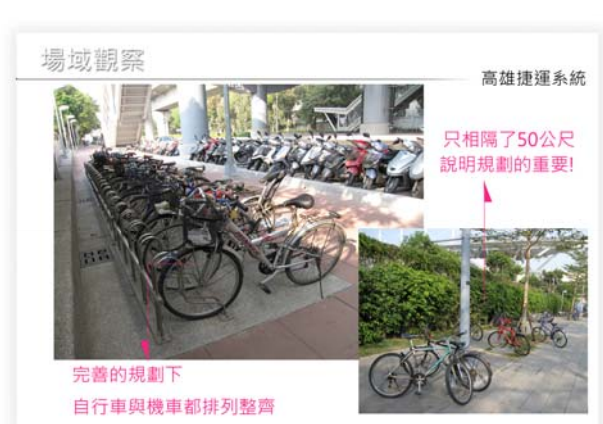 場域觀察
高雄捷運系統
只相隔了50公尺
說明規劃的重要!
完善的規劃下
自行車與機車都排列整齊